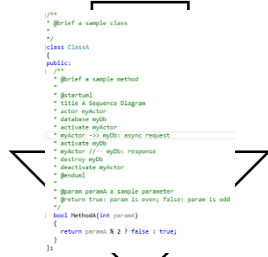 /**
 * @brief a sample class
 *
 */
class ClassA
{
public:
  /**
   * @brief a sample method
   *
   * @startuml
   * title A Sequence Diagram
   * actor myActor
   * database myDb
   * activate myActor
   * myActor ->> myDb: async request
   * activate myDb
   * myActor //-- myDb: response
   * destroy myDb
   * deactivate myActor
   * @enduml
   *
   * @param paramA a sample parameter
   * @return true: param is even; false: param is odd
   */
  bool MethodA(int paramA)
  {
    return paramA % 2 ? false : true;
  }
};